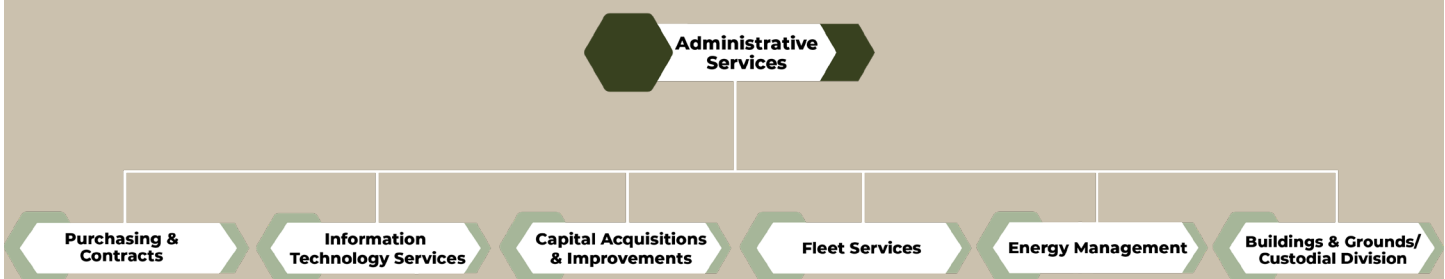 Administrative
Services
Purchasing &
Contracts
Information
Technology Services
Capital Acquisitions
& Improvements
Fleet Services
Energy Management
Buildings & Grounds/
Custodial Division